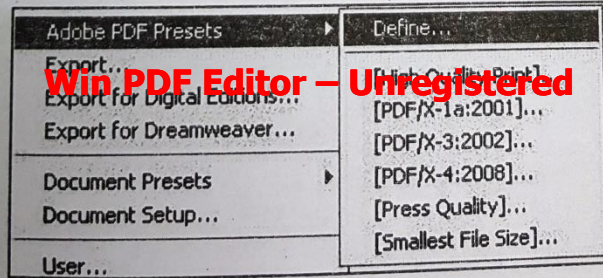 Adobe PDF Presets
Export...
Export for Digital Editions...
Export for Dreamweaver...
Document Presets
Document Setup...
User...
Define...
[High Quality Print]...
[PDF/X-1a:2001]...
[PDF/X-3:2002]...
[PDF/X-4:2008]...
[Press Quality]...
[Smallest File Size]...
Win PDF Editor – Unregistered